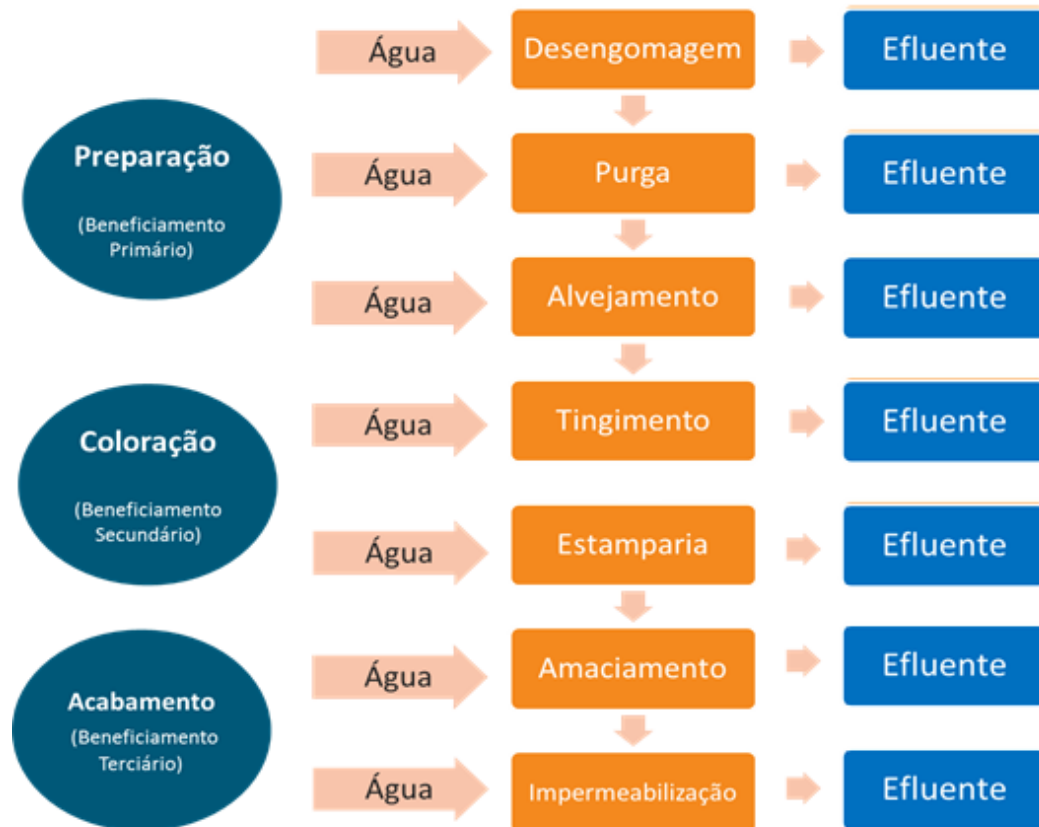 Água
Desengomagem
Efluente
Preparação
(Beneficiamento
Primário)
Água
Purga
Efluente
Água
Alvejamento
Efluente
Coloração
(Beneficiamento
Secundário)
Água
Tingimento
Efluente
Água
Estamparia
Efluente
Acabamento
(Beneficiamento
Terciário)
Água
Amaciamento
Efluente
Água
Impermeabilização
Efluente